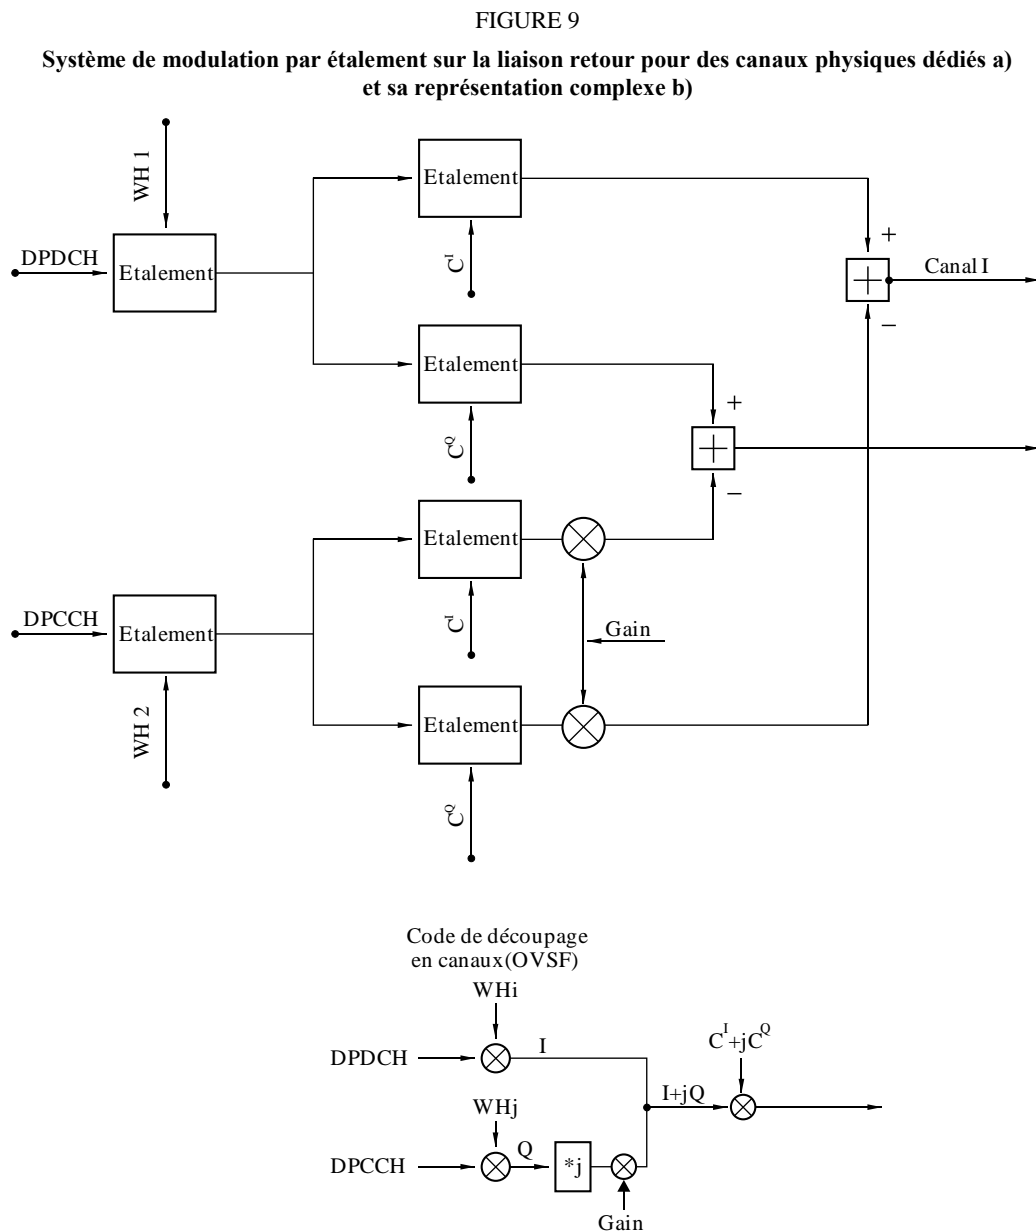 FIGURE 9
Système de modulation par étalement sur la liaison retour pour des canaux physiques dédiés a)
et sa représentation complexe b)
WH 1
DPDCH
Etalement
Etalement
C^I
+
Canal I
−
Etalement
C^Q
+
−
Etalement
C^I
DPCCH
Etalement
Gain
WH 2
Etalement
C^Q
Code de découpage
en canaux(OVSF)
WHi
DPDCH
I
C^I+jC^Q
I+jQ
WHj
DPCCH
Q
*j
Gain